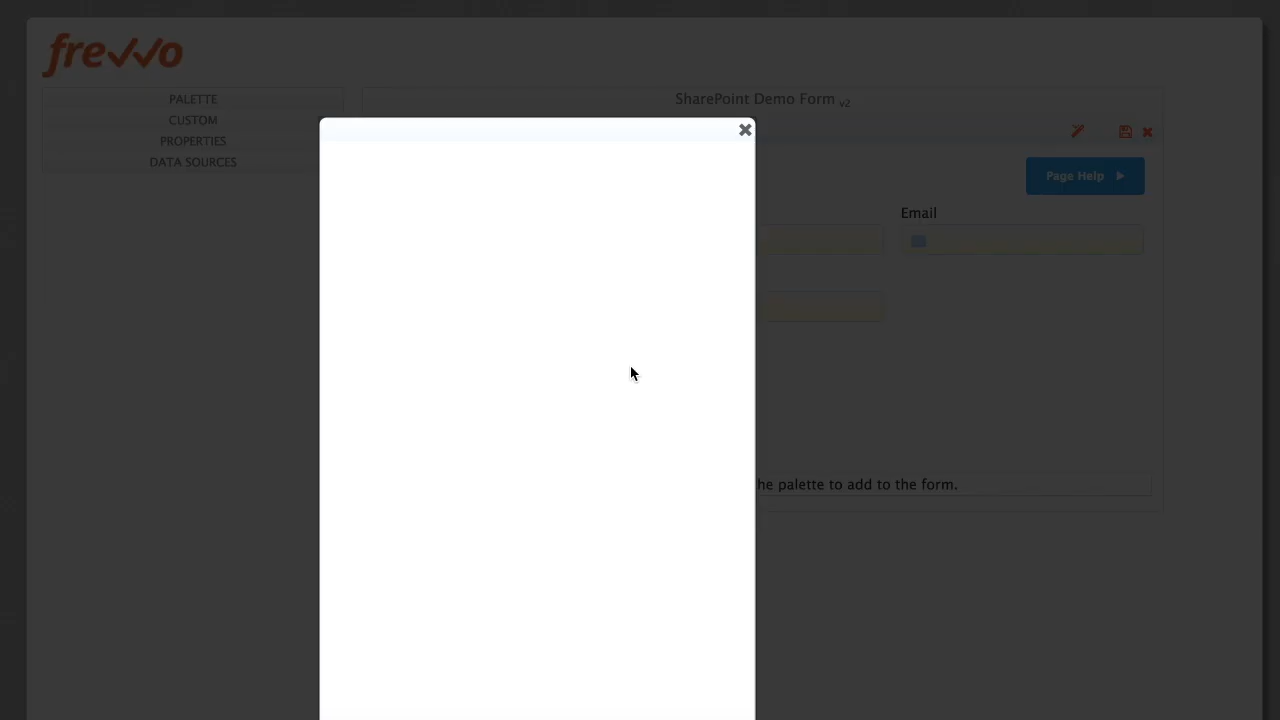 frevvo
PALETTE
CUSTOM
PROPERTIES
DATA SOURCES
SharePoint Demo Form v2
Page Help
Email
he palette to add to the form.